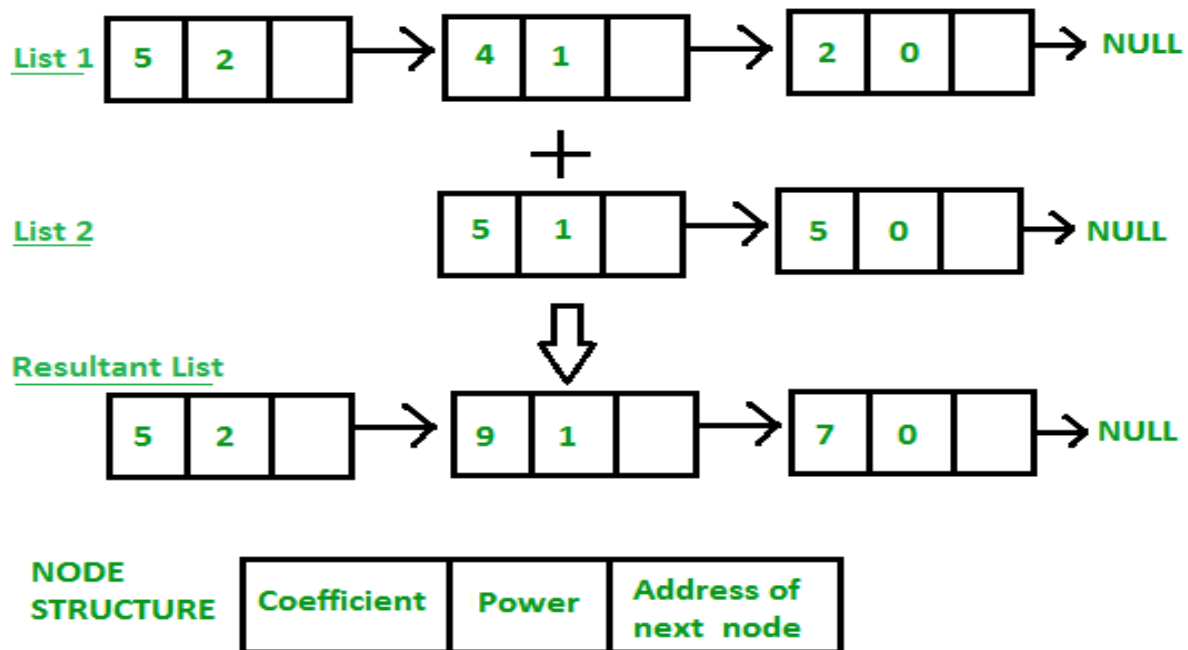 List 1 5 2 4 1 2 0 NULL
+
List 2 5 1 5 0 NULL
Resultant List
5 2 9 1 7 0 NULL
NODE STRUCTURE Coefficient Power Address of next node